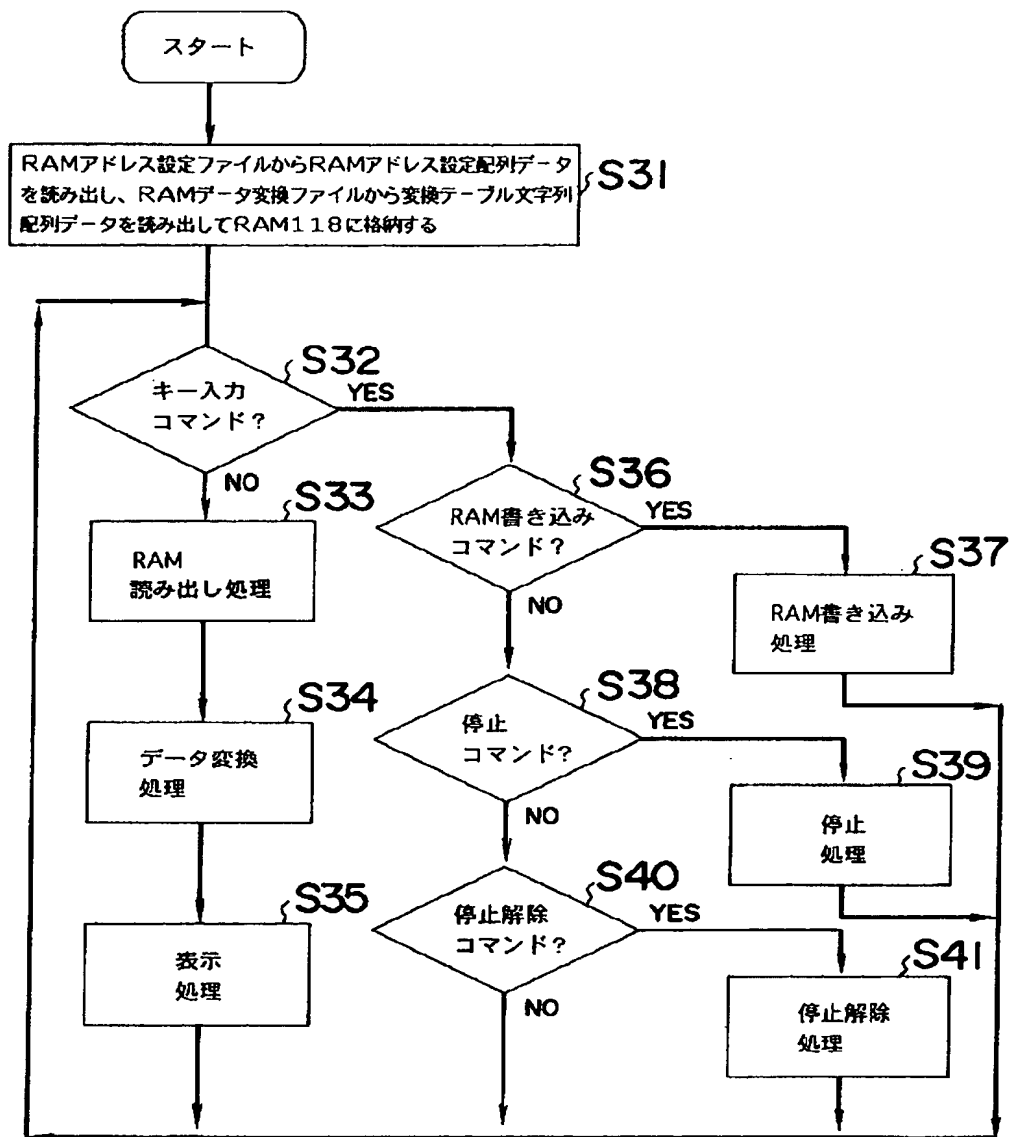 スタート
RAMアドレス設定ファイルからRAMアドレス設定配列データ
を読み出し、RAMデータ変換ファイルから変換テーブル文字列
配列データを読み出してRAM118に格納する
S31
S32
キー入力
コマンド?
YES
NO
S33
RAM
読み出し処理
S34
データ変換
処理
S35
表示
処理
S36
RAM書き込み
コマンド?
YES
NO
S37
RAM書き込み
処理
S38
停止
コマンド?
YES
NO
S39
停止
処理
S40
停止解除
コマンド?
YES
NO
S41
停止解除
処理